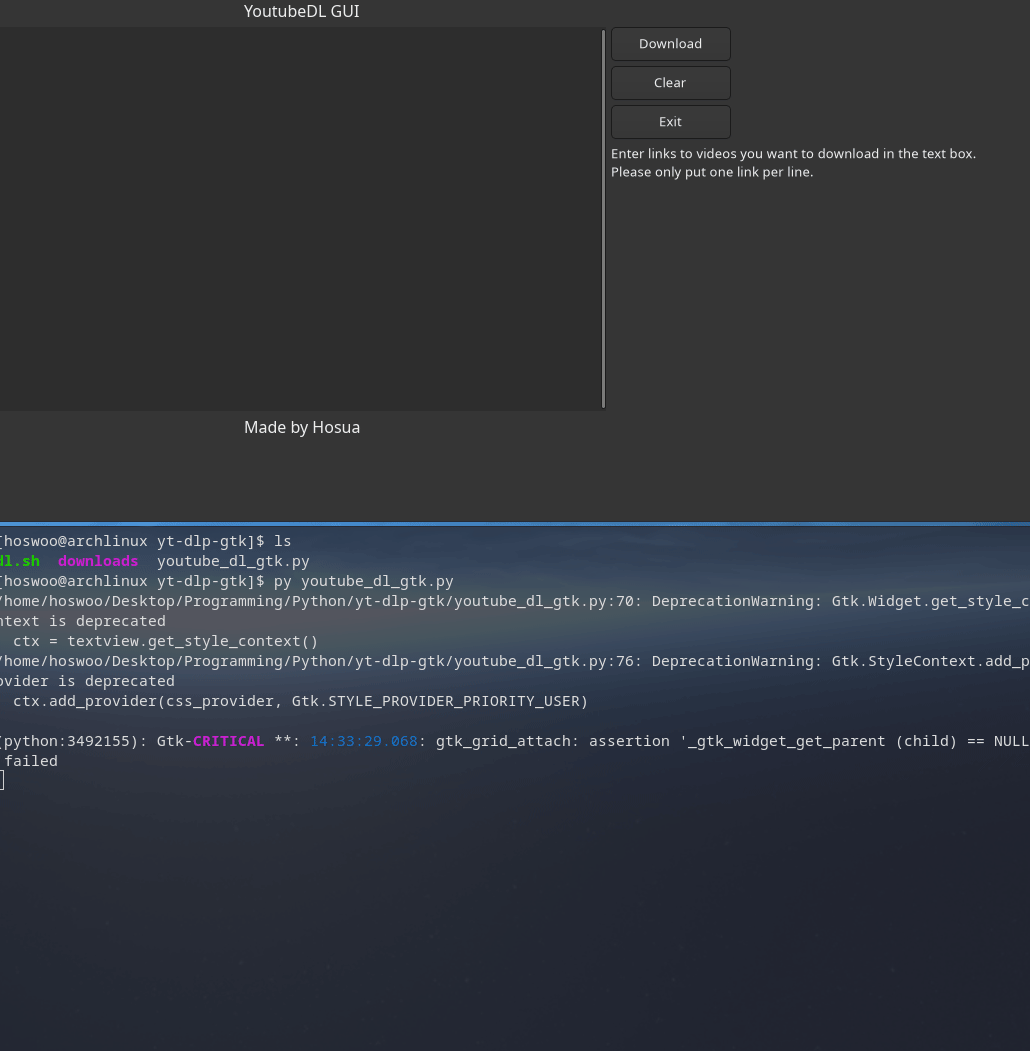 YoutubeDL GUI
Download
Clear
Exit
Enter links to videos you want to download in the text box.
Please only put one link per line.
Made by Hosua
[hoswoo@archlinux yt-dlp-gtk]$ ls
dl.sh  downloads  youtube_dl_gtk.py
[hoswoo@archlinux yt-dlp-gtk]$ py youtube_dl_gtk.py
/home/hoswoo/Desktop/Programming/Python/yt-dlp-gtk/youtube_dl_gtk.py:70: DeprecationWarning: Gtk.Widget.get_style_c
ntext is deprecated
  ctx = textview.get_style_context()
/home/hoswoo/Desktop/Programming/Python/yt-dlp-gtk/youtube_dl_gtk.py:76: DeprecationWarning: Gtk.StyleContext.add_p
ovider is deprecated
  ctx.add_provider(css_provider, Gtk.STYLE_PROVIDER_PRIORITY_USER)
(python:3492155): Gtk-CRITICAL **: 14:33:29.068: gtk_grid_attach: assertion '_gtk_widget_get_parent (child) == NULL
 failed